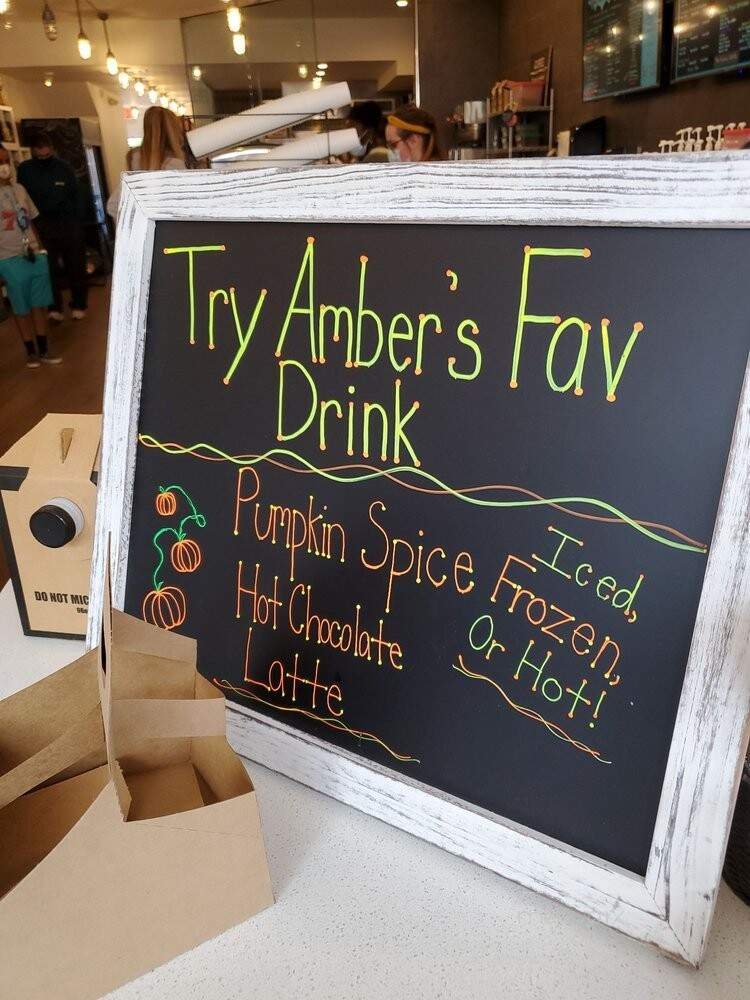 Try Amber's Fav
Drink
Pumpkin Spice
Hot Chocolate
Latte
Iced,
Frozen,
Or Hot!
DO NOT MIC